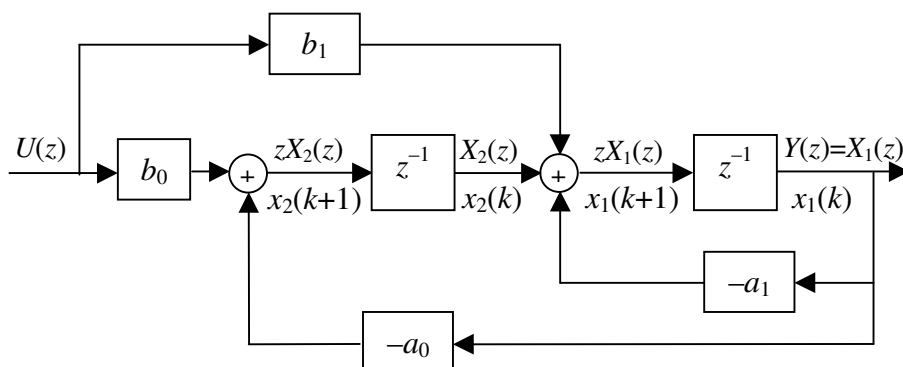 b₁
U(z)
b₀
+
zX₂(z)
x₂(k+1)
z⁻¹
X₂(z)
x₂(k)
+
zX₁(z)
x₁(k+1)
z⁻¹
Y(z)=X₁(z)
x₁(k)
–a₁
–a₀